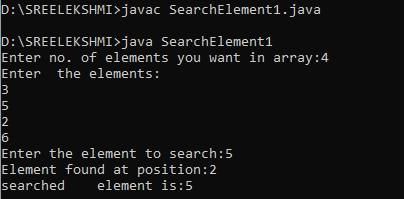 D:\SREELEKSHMI>javac SearchElement1.java
D:\SREELEKSHMI>java SearchElement1
Enter no. of elements you want in array:4
Enter  the elements:
3
5
2
6
Enter the element to search:5
Element found at position:2
searched    element is:5